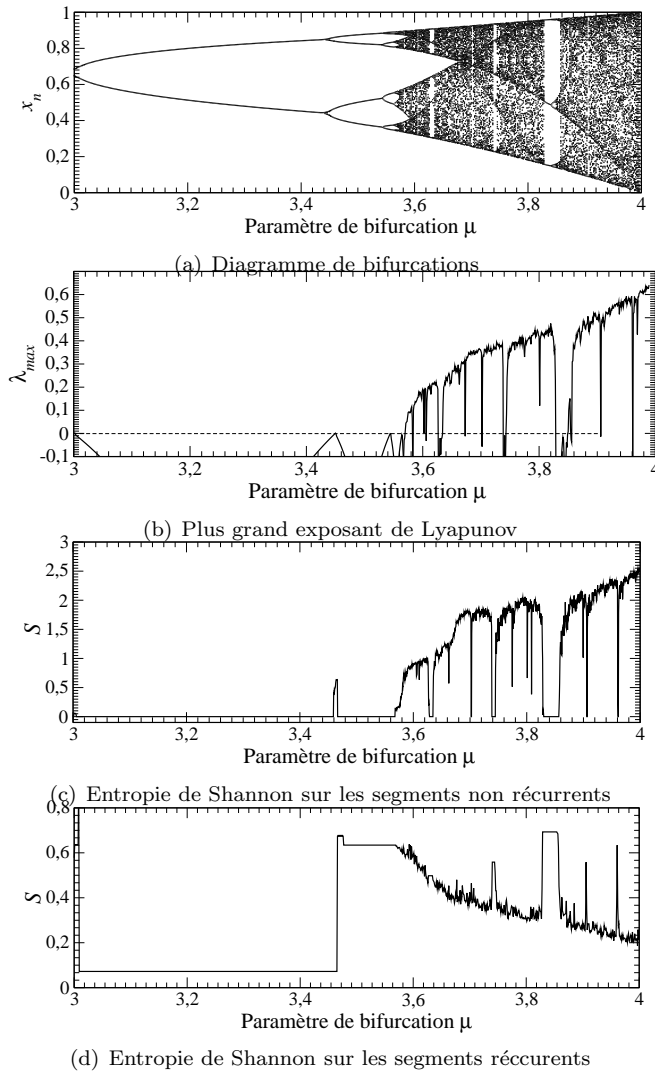 1
0,8
0,6
0,4
0,2
0
x_n
3 3,2 3,4 3,6 3,8 4
Paramètre de bifurcation μ
(a) Diagramme de bifurcations
0,6
0,5
0,4
0,3
0,2
0,1
0
-0,1
λ_max
3 3,2 3,4 3,6 3,8 4
Paramètre de bifurcation μ
(b) Plus grand exposant de Lyapunov
3
2,5
2
1,5
1
0,5
0
S
3 3,2 3,4 3,6 3,8 4
Paramètre de bifurcation μ
(c) Entropie de Shannon sur les segments non récurrents
0,8
0,6
0,4
0,2
0
S
3 3,2 3,4 3,6 3,8 4
Paramètre de bifurcation μ
(d) Entropie de Shannon sur les segments réccurents